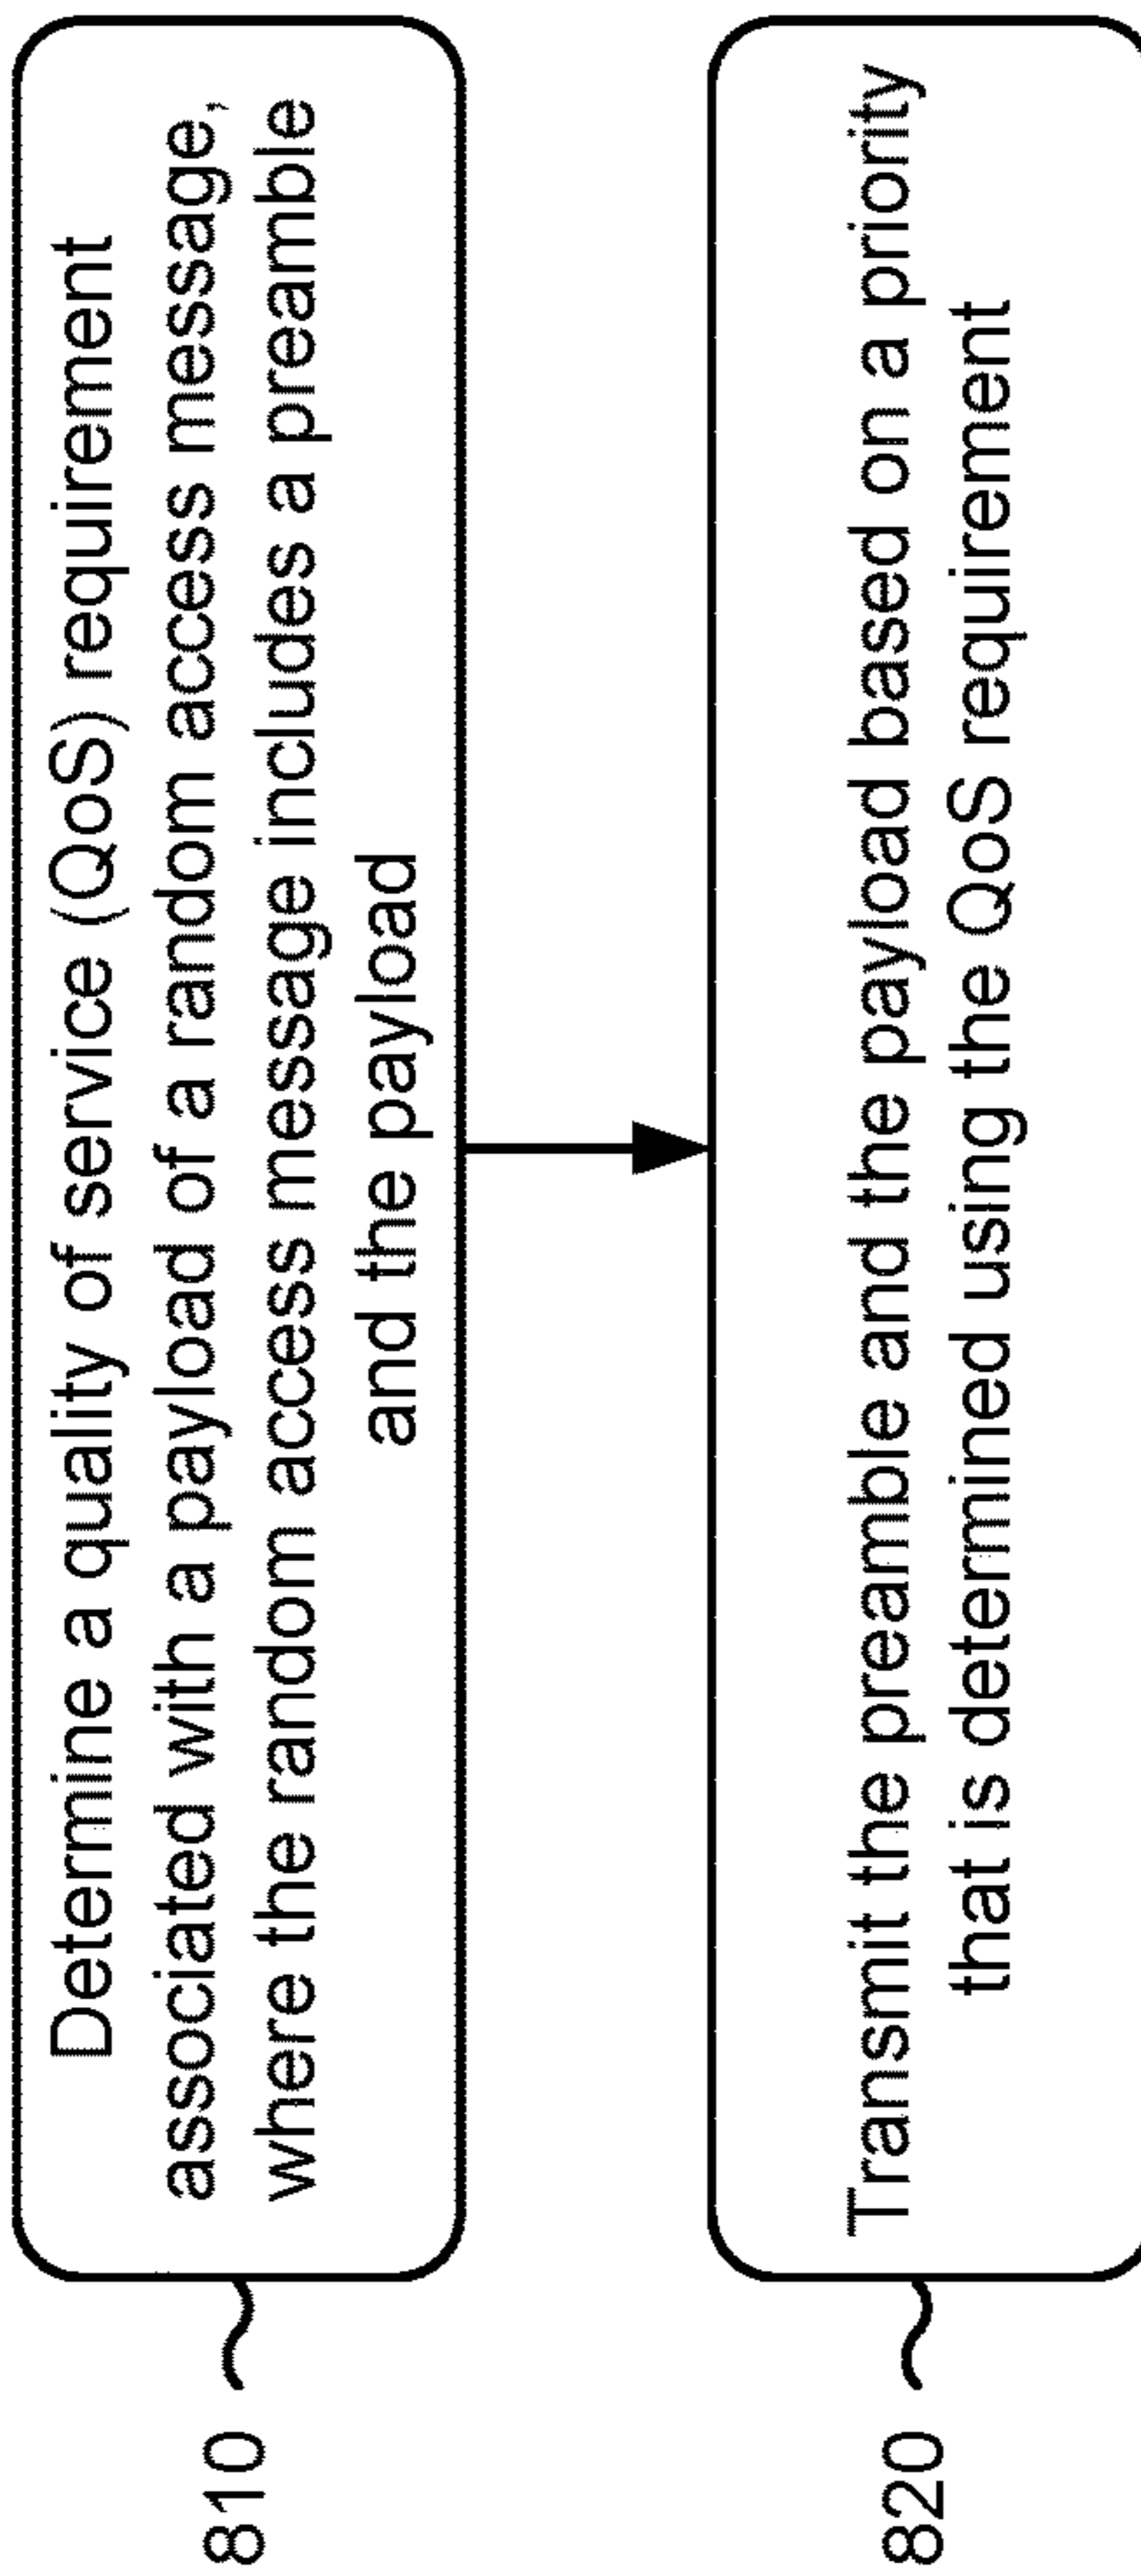 810
Determine a quality of service (QoS) requirement
associated with a payload of a random access message,
where the random access message includes a preamble
and the payload
820
Transmit the preamble and the payload based on a priority
that is determined using the QoS requirement